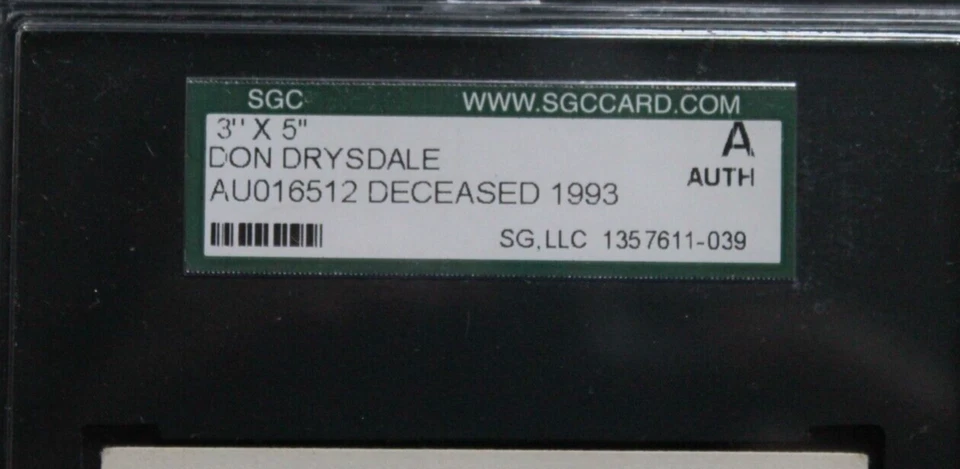 SGC WWW.SGCCARD.COM
3" X 5" A
DON DRYSDALE AUTH
AU016512 DECEASED 1993
SG,LLC 1357611-039